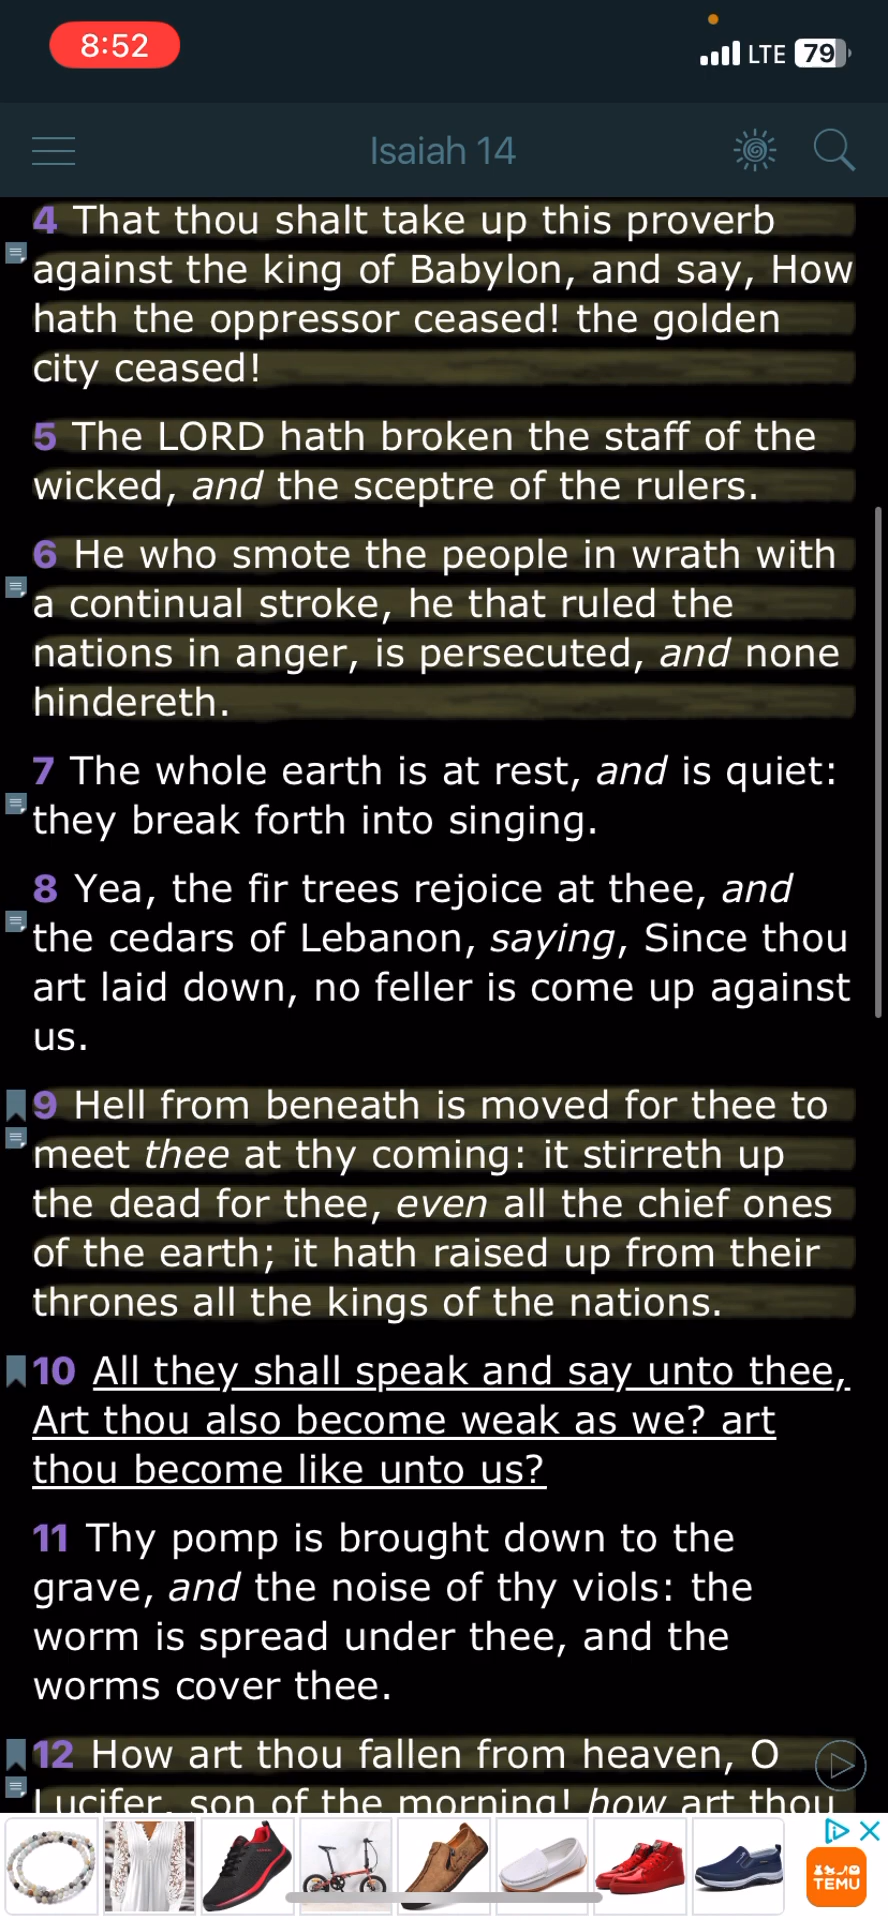 8:52
LTE 79
Isaiah 14
4 That thou shalt take up this proverb
against the king of Babylon, and say, How
hath the oppressor ceased! the golden
city ceased!
5 The LORD hath broken the staff of the
wicked, and the sceptre of the rulers.
6 He who smote the people in wrath with
a continual stroke, he that ruled the
nations in anger, is persecuted, and none
hindereth.
7 The whole earth is at rest, and is quiet:
they break forth into singing.
8 Yea, the fir trees rejoice at thee, and
the cedars of Lebanon, saying, Since thou
art laid down, no feller is come up against
us.
9 Hell from beneath is moved for thee to
meet thee at thy coming: it stirreth up
the dead for thee, even all the chief ones
of the earth; it hath raised up from their
thrones all the kings of the nations.
10 All they shall speak and say unto thee,
Art thou also become weak as we? art
thou become like unto us?
11 Thy pomp is brought down to the
grave, and the noise of thy viols: the
worm is spread under thee, and the
worms cover thee.
12 How art thou fallen from heaven, O
Lucifer, son of the morning! how art thou
TEMU